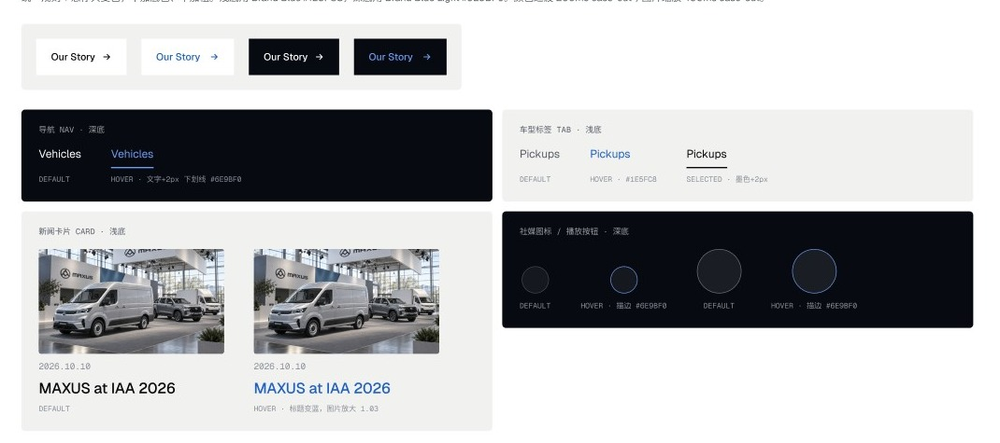 Our Story →
Our Story →
Our Story →
Our Story →
导航 NAV · 深底
Vehicles
Vehicles
DEFAULT
HOVER · 文字+2px 下划线 #6E9BF0
车型标签 TAB · 浅底
Pickups
Pickups
Pickups
DEFAULT
HOVER · #1E5FC8
SELECTED · 墨色+2px
新闻卡片 CARD · 浅底
MAXUS
MAXUS
2026.10.10
2026.10.10
MAXUS at IAA 2026
MAXUS at IAA 2026
DEFAULT
HOVER · 标题变蓝，图片放大 1.03
社媒图标 / 播放按钮 · 深底
DEFAULT
HOVER · 描边 #6E9BF0
DEFAULT
HOVER · 描边 #6E9BF0